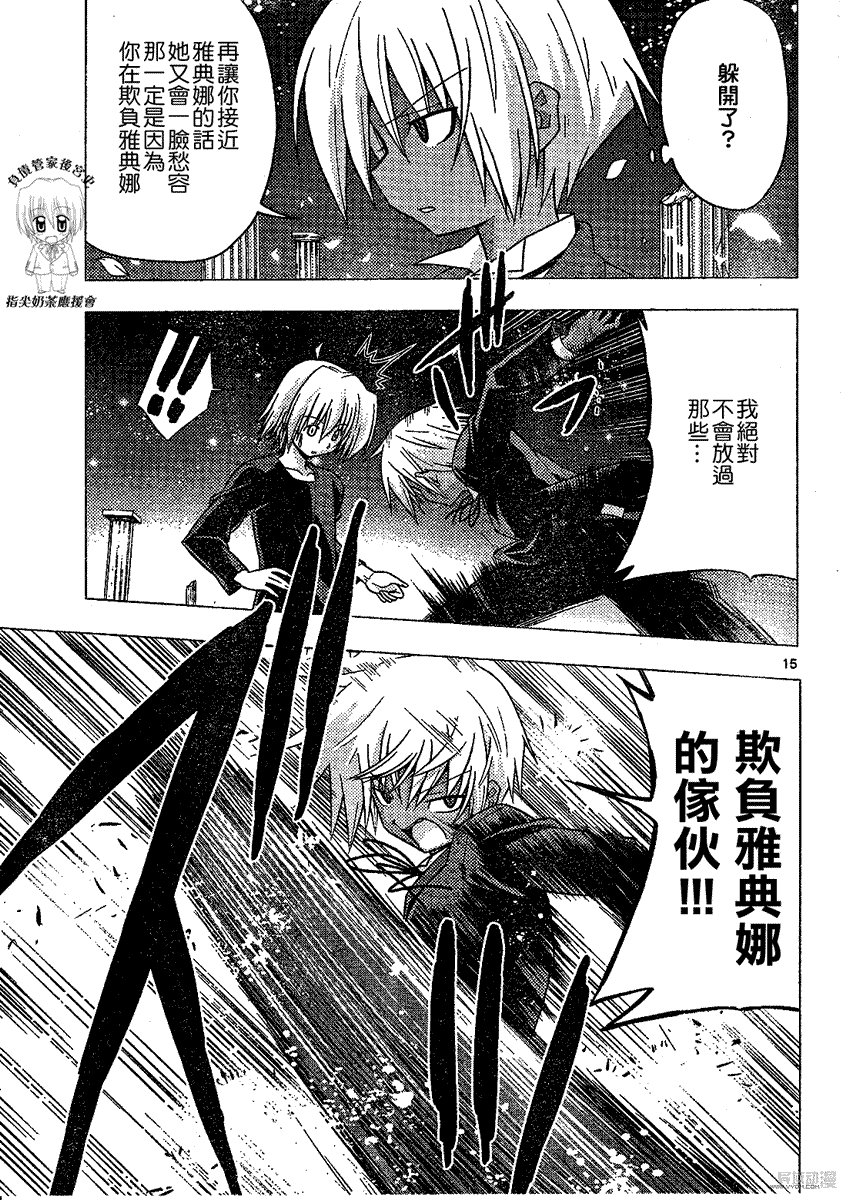 躲開了?
再讓你接近
雅典娜的話
她又會一臉愁容
那一定是因為
你在欺負雅典娜
負債管家後宮史
指尖奶茶應援會
我絕對
不會放過
那些…
!!
15
欺負雅典娜
的傢伙!!!